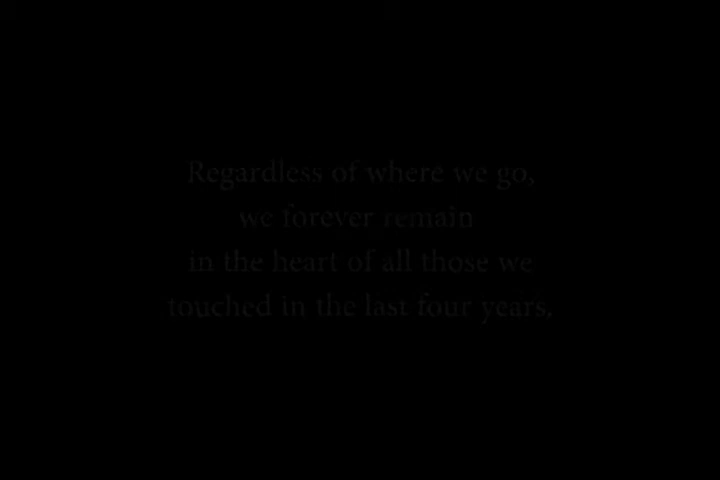 Regardless of where we go,
we forever remain
in the heart of all those we
touched in the last four years,